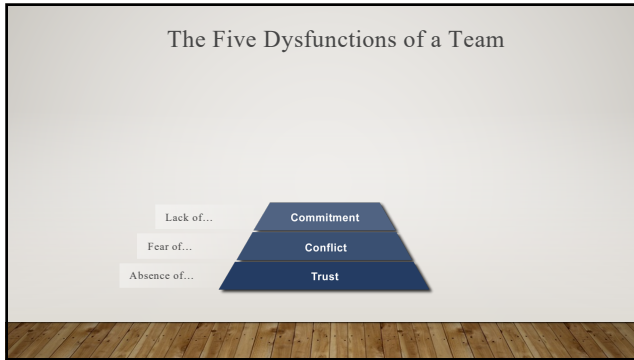 The Five Dysfunctions of a Team
Lack of... Commitment
Fear of... Conflict
Absence of... Trust